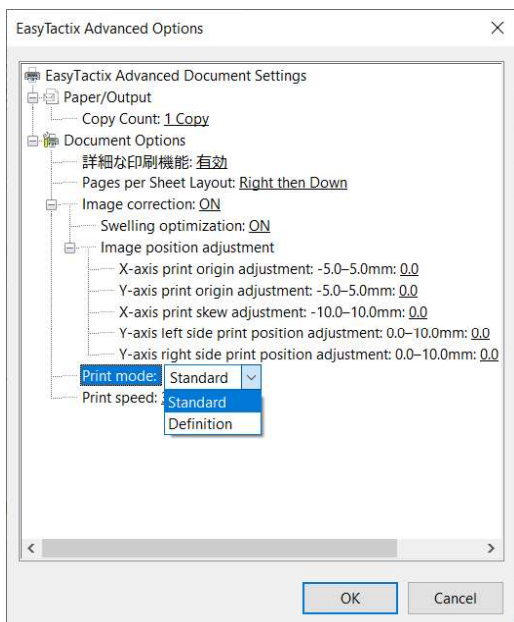 EasyTactix Advanced Options
EasyTactix Advanced Document Settings
Paper/Output
Copy Count: 1 Copy
Document Options
詳細な印刷機能: 有効
Pages per Sheet Layout: Right then Down
Image correction: ON
Swelling optimization: ON
Image position adjustment
X-axis print origin adjustment: -5.0–5.0mm: 0.0
Y-axis print origin adjustment: -5.0–5.0mm: 0.0
X-axis print skew adjustment: -10.0–10.0mm: 0.0
Y-axis left side print position adjustment: 0.0–10.0mm: 0.0
Y-axis right side print position adjustment: 0.0–10.0mm: 0.0
Print mode: Standard
Print speed:
Standard
Definition
OK Cancel